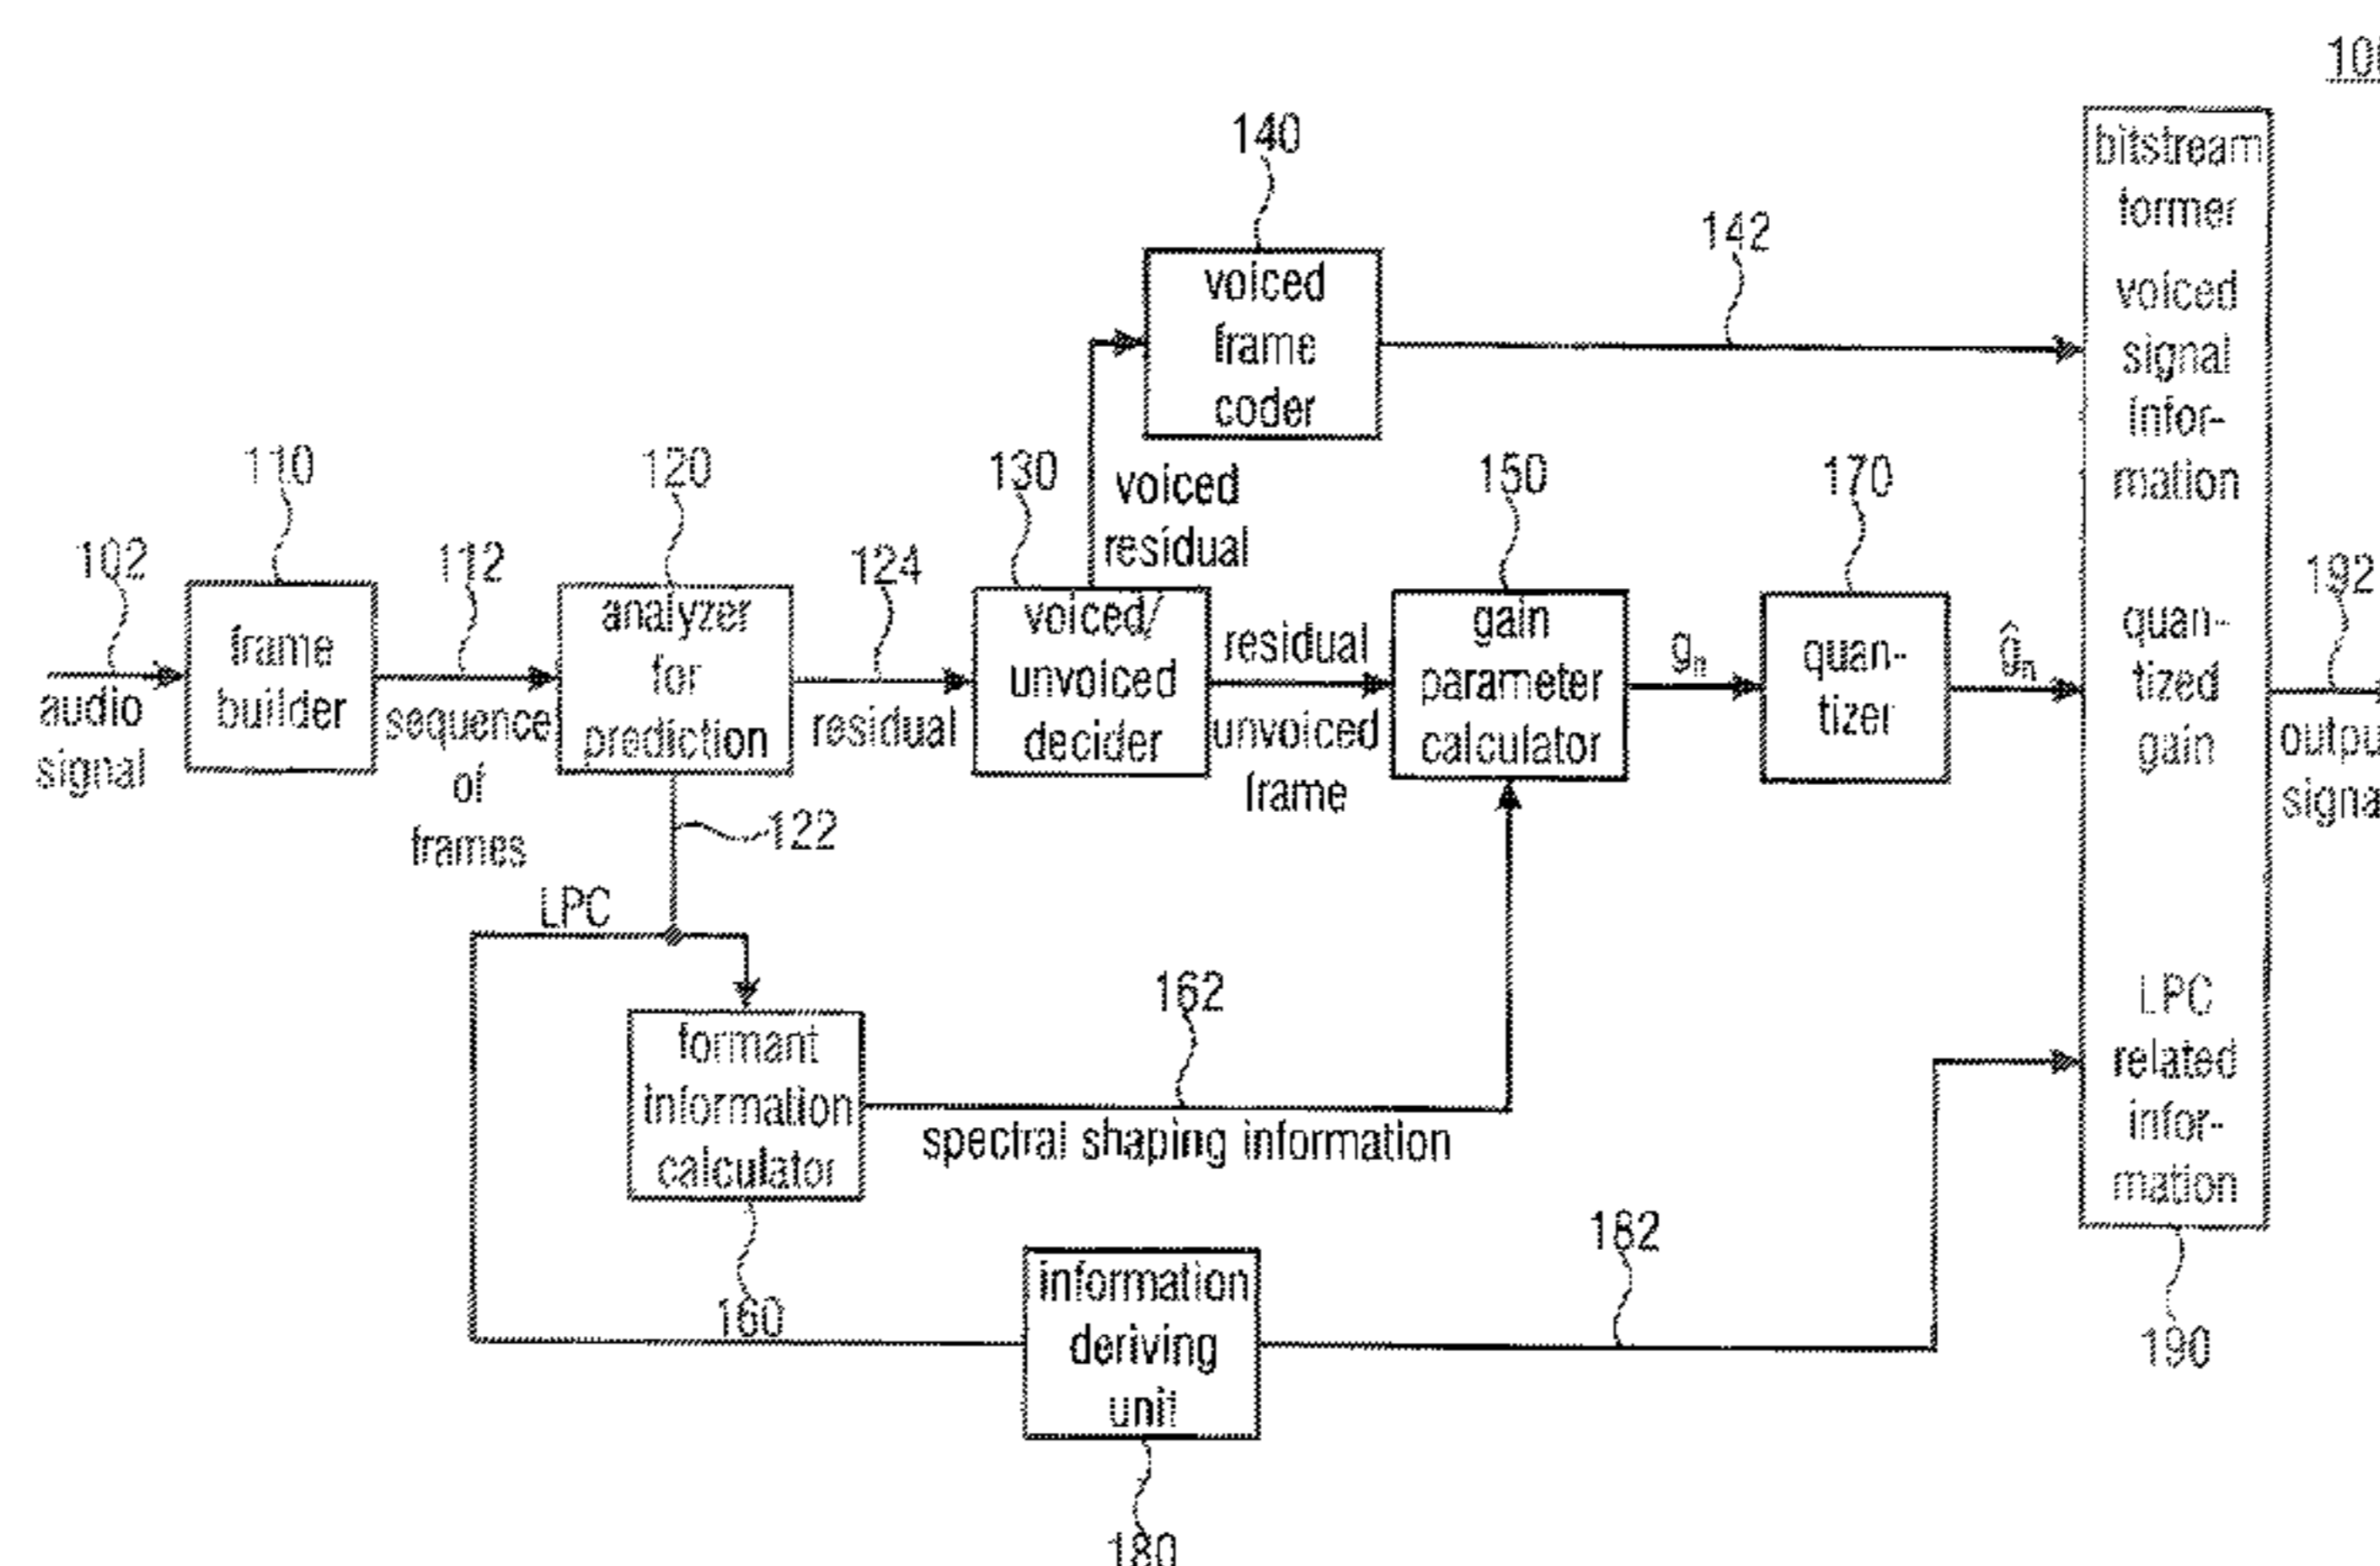 140
142
bitstream
former
voiced
signal
infor-
mation
quan-
tized
gain
LPC
related
infor-
mation
voiced
frame
coder
110
120
130
voiced
residual
150
170
102
112
124
192
frame
builder
analyzer
for
prediction
voiced/
unvoiced
decider
residual
unvoiced
frame
gain
parameter
calculator
gn
quan-
tizer
ĝn
audio
signal
sequence
of
frames
residual
122
LPC
162
formant
information
calculator
spectral shaping information
182
160
information
deriving
unit
190
180